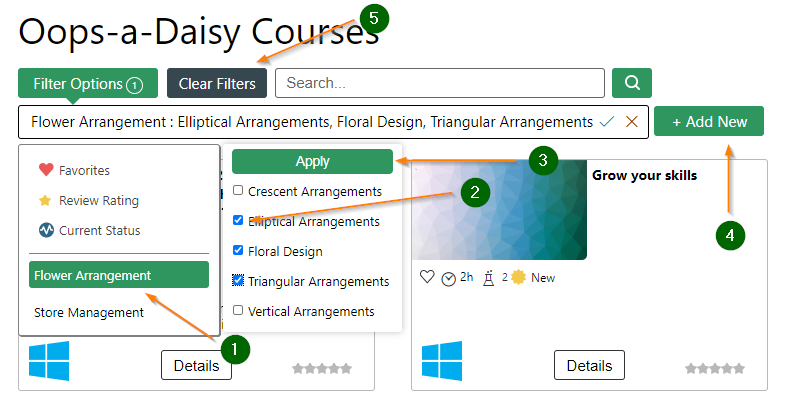 Oops-a-Daisy Courses
5
Filter Options 1
Clear Filters
Search...
Flower Arrangement : Elliptical Arrangements, Floral Design, Triangular Arrangements
+ Add New
Favorites
Review Rating
Current Status
Flower Arrangement
Store Management
1
Apply
3
Crescent Arrangements
2
Elliptical Arrangements
Floral Design
Triangular Arrangements
Vertical Arrangements
Grow your skills
4
2h
2
New
Details
Details